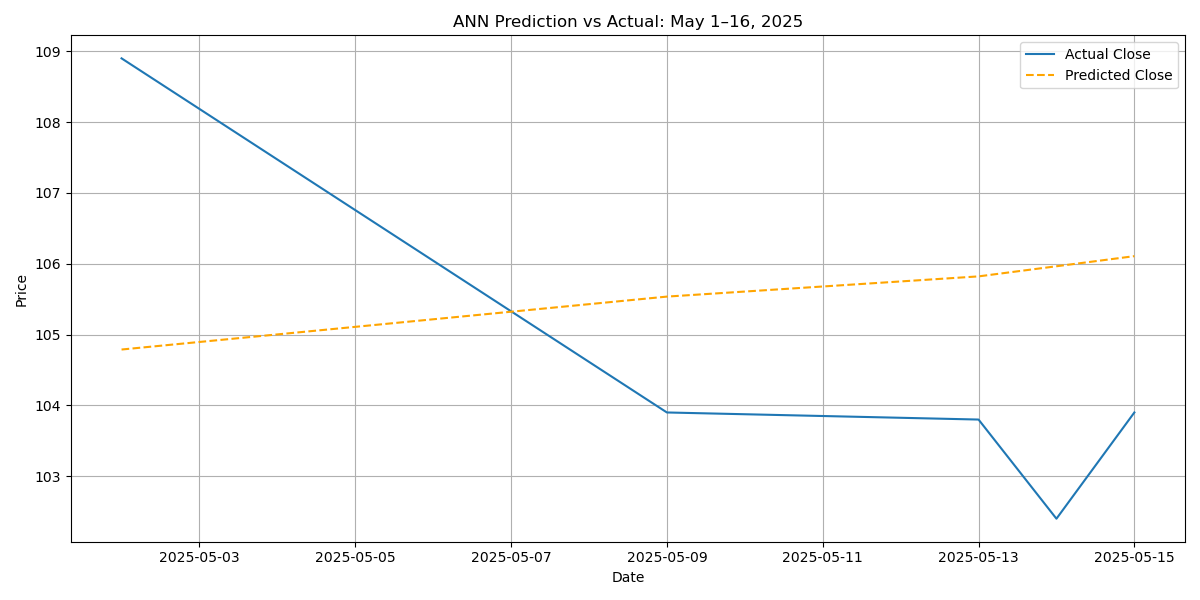 ANN Prediction vs Actual: May 1–16, 2025
Actual Close
Predicted Close
Price
109
108
107
106
105
104
103
2025-05-03
2025-05-05
2025-05-07
2025-05-09
2025-05-11
2025-05-13
2025-05-15
Date